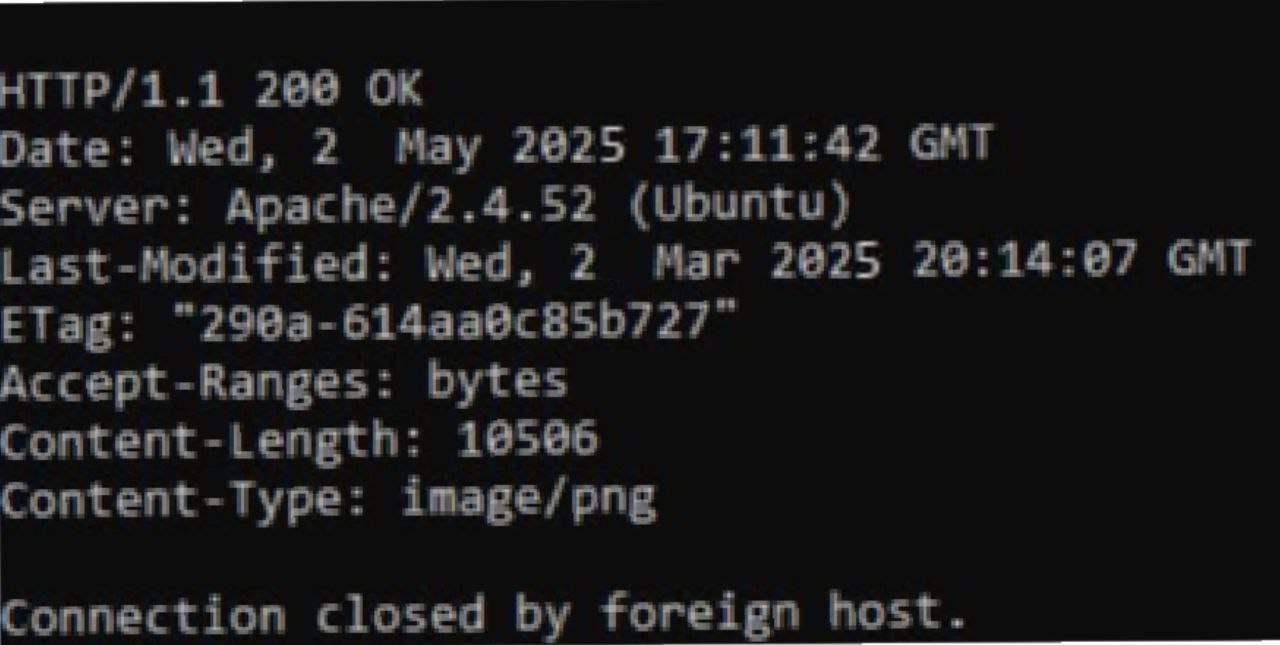 HTTP/1.1 200 OK
Date: Wed, 2  May 2025 17:11:42 GMT
Server: Apache/2.4.52 (Ubuntu)
Last-Modified: Wed, 2  Mar 2025 20:14:07 GMT
ETag: "290a-614aa0c85b727"
Accept-Ranges: bytes
Content-Length: 10506
Content-Type: image/png
Connection closed by foreign host.